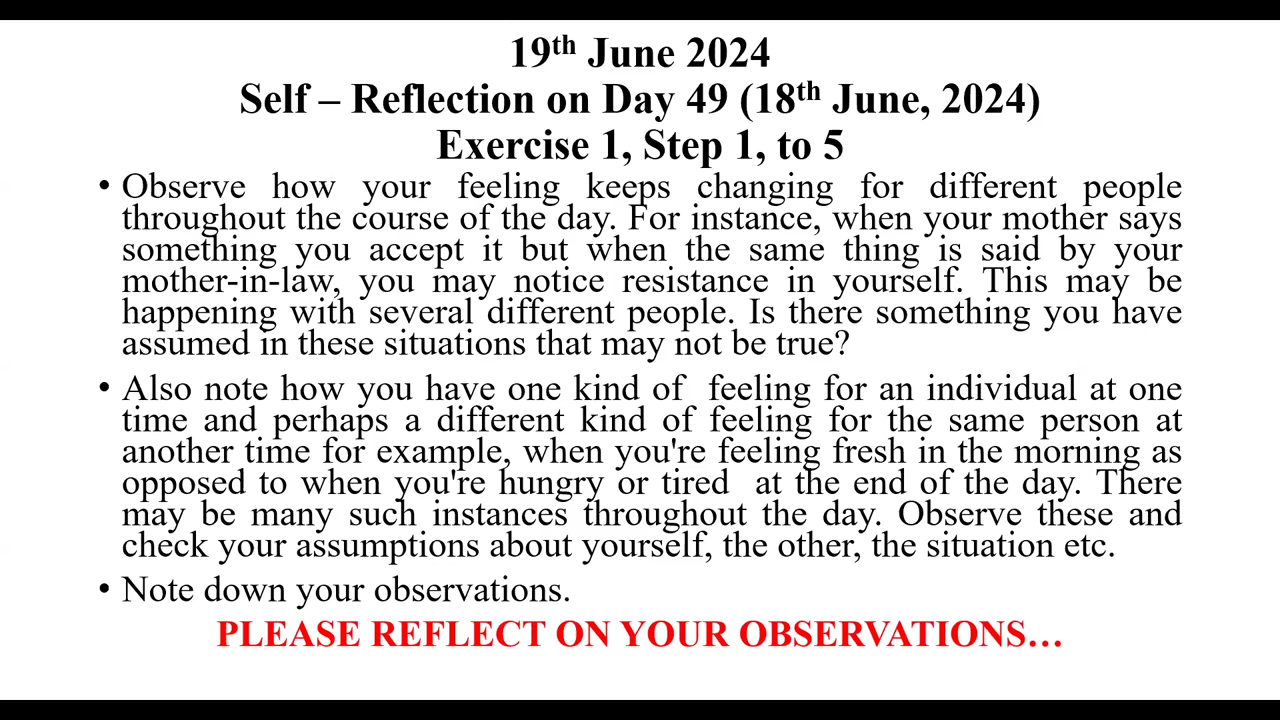 19th June 2024
Self – Reflection on Day 49 (18th June, 2024)
Exercise 1, Step 1, to 5
• Observe how your feeling keeps changing for different people
throughout the course of the day. For instance, when your mother says
something you accept it but when the same thing is said by your
mother-in-law, you may notice resistance in yourself. This may be
happening with several different people. Is there something you have
assumed in these situations that may not be true?
• Also note how you have one kind of feeling for an individual at one
time and perhaps a different kind of feeling for the same person at
another time for example, when you're feeling fresh in the morning as
opposed to when you're hungry or tired at the end of the day. There
may be many such instances throughout the day. Observe these and
check your assumptions about yourself, the other, the situation etc.
• Note down your observations.
PLEASE REFLECT ON YOUR OBSERVATIONS…